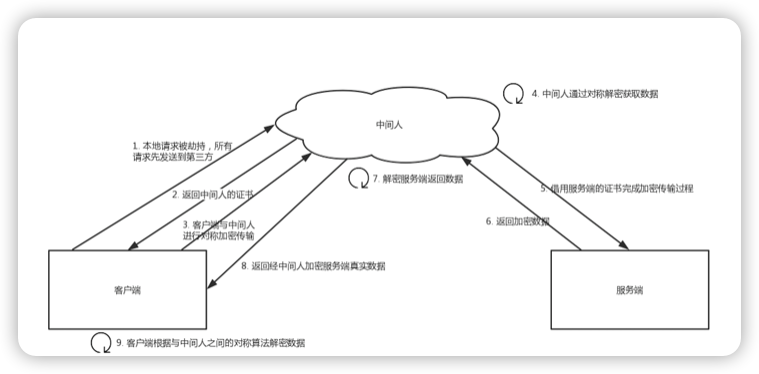 4. 中间人通过对称解密获取数据
中间人
1. 本地请求被劫持，所有
请求先发送到第三方
7. 解密服务端返回数据
2. 返回中间人的证书
5. 借用服务端的证书完成加密传输过程
3. 客户端与中间人
进行对称加密传输
6. 返回加密数据
8. 返回经中间人加密服务端真实数据
客户端
服务端
9. 客户端根据与中间人之间的对称算法解密数据